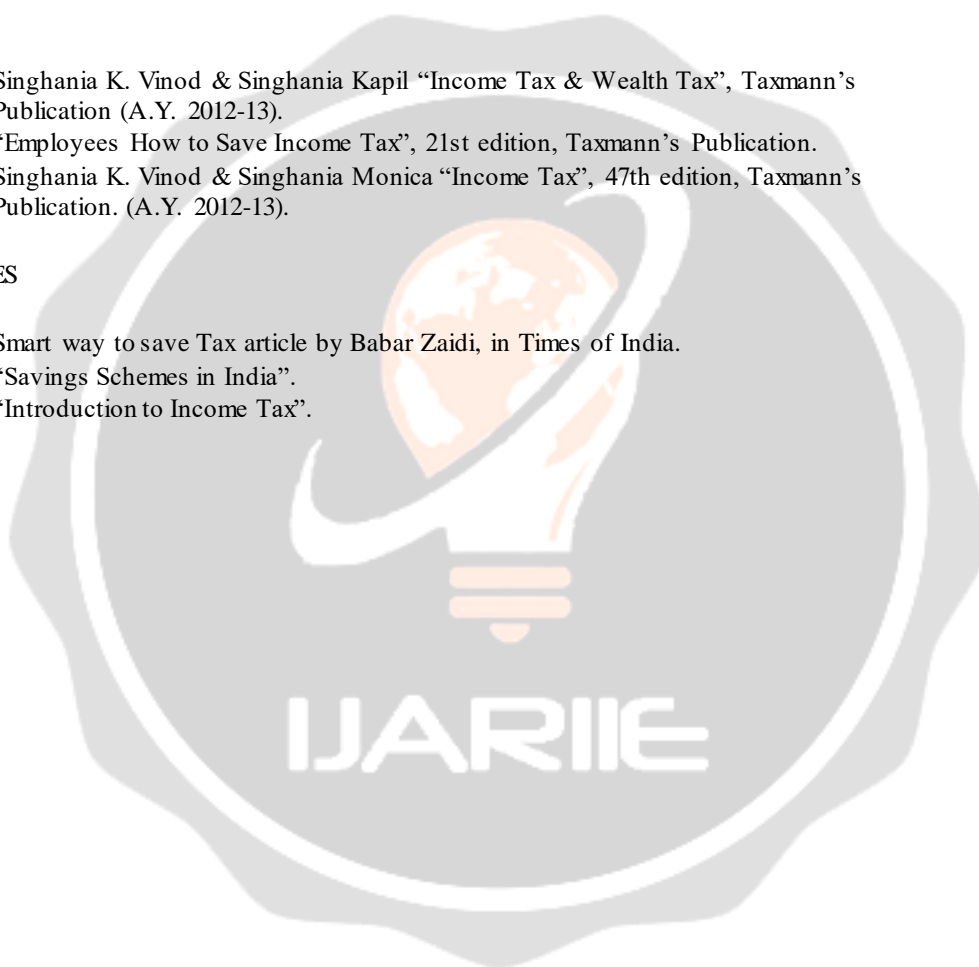 Singhania K. Vinod & Singhania Kapil “Income Tax & Wealth Tax”, Taxmann’s
Publication (A.Y. 2012-13).
“Employees How to Save Income Tax”, 21st edition, Taxmann’s Publication.
Singhania K. Vinod & Singhania Monica “Income Tax”, 47th edition, Taxmann’s
Publication. (A.Y. 2012-13).
ES
Smart way to save Tax article by Babar Zaidi, in Times of India.
“Savings Schemes in India”.
“Introduction to Income Tax”.
IJARIIE